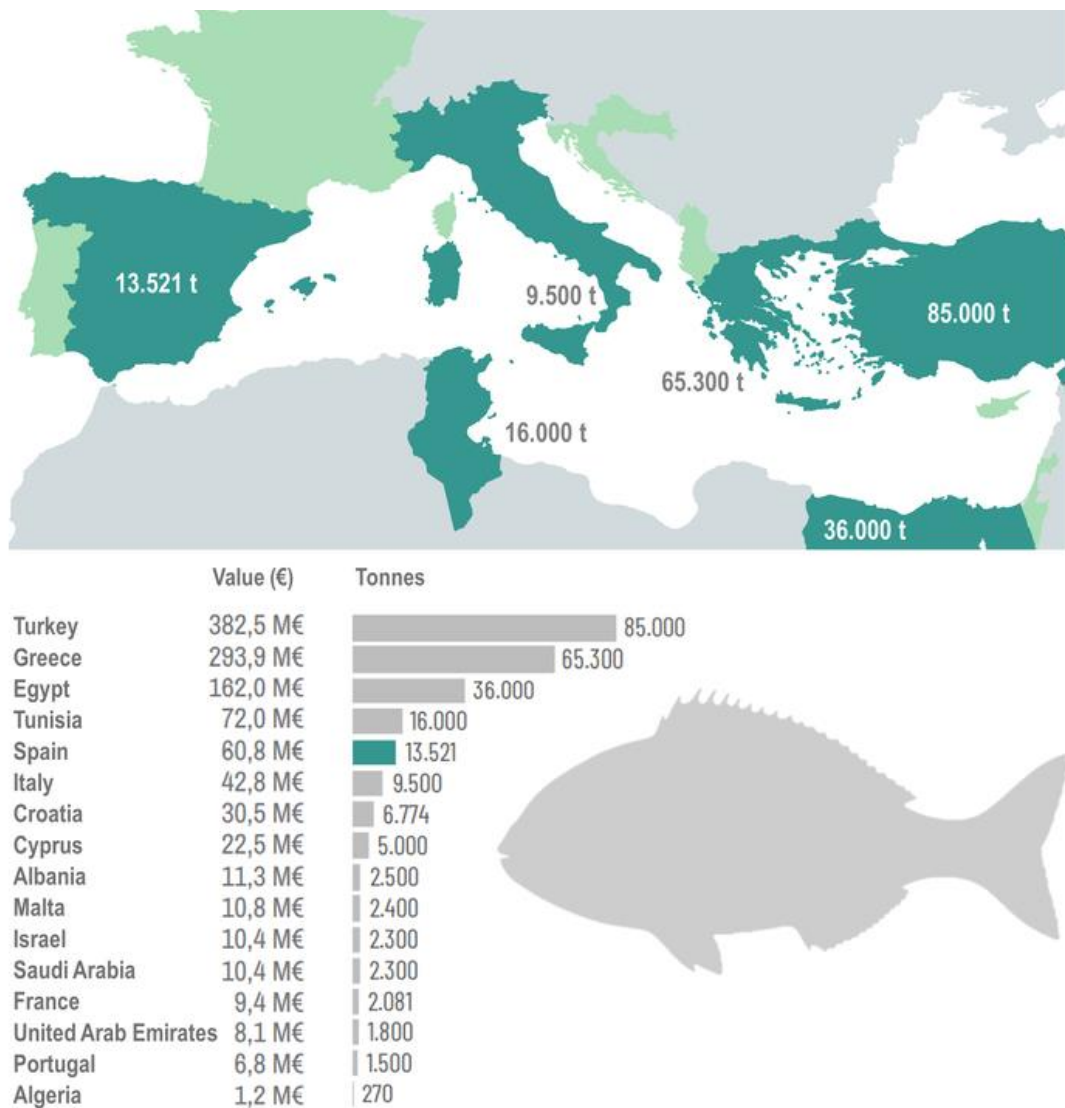 13.521 t
9.500 t
85.000 t
65.300 t
16.000 t
36.000 t
Value (€) Tonnes
Turkey 382,5 M€ 85.000
Greece 293,9 M€ 65.300
Egypt 162,0 M€ 36.000
Tunisia 72,0 M€ 16.000
Spain 60,8 M€ 13.521
Italy 42,8 M€ 9.500
Croatia 30,5 M€ 6.774
Cyprus 22,5 M€ 5.000
Albania 11,3 M€ 2.500
Malta 10,8 M€ 2.400
Israel 10,4 M€ 2.300
Saudi Arabia 10,4 M€ 2.300
France 9,4 M€ 2.081
United Arab Emirates 8,1 M€ 1.800
Portugal 6,8 M€ 1.500
Algeria 1,2 M€ 270